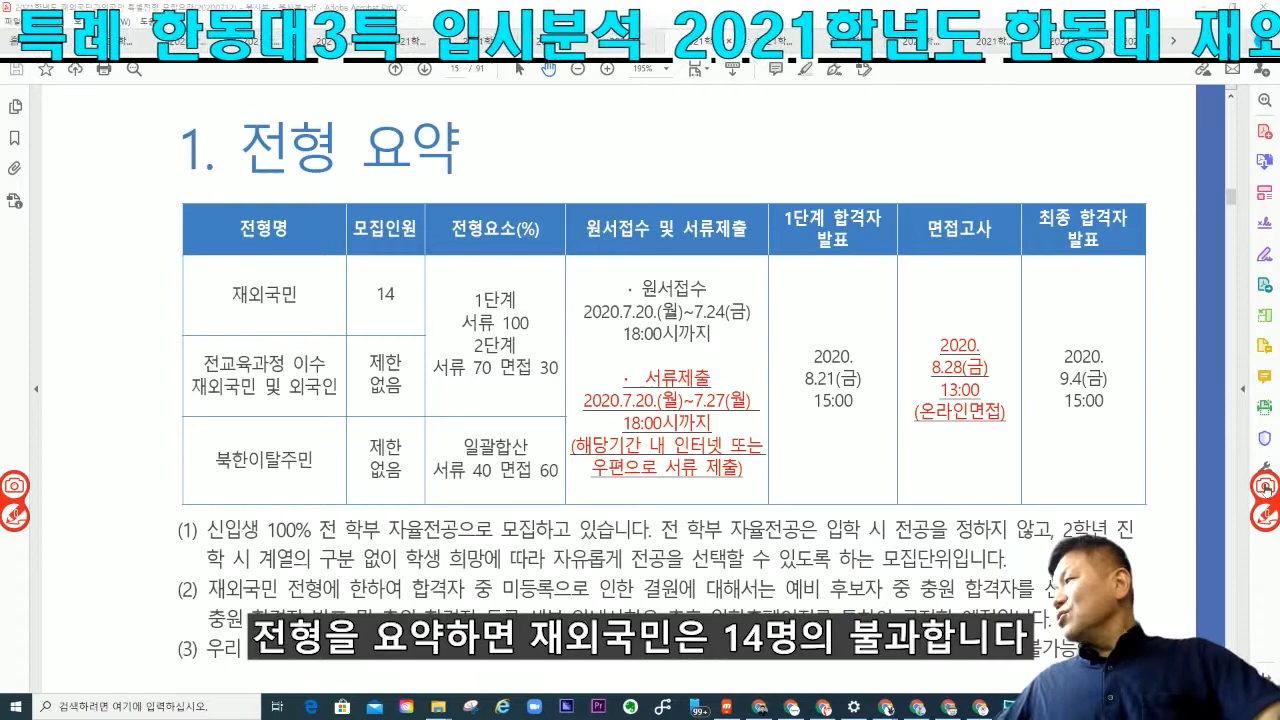 특례 한동대3특 입시분석 2021학년도 한동대 재외
15 / 91
195%
1. 전형 요약
전형명 모집인원 전형요소(%) 원서접수 및 서류제출 1단계 합격자 발표 면접고사 최종 합격자 발표
재외국민
14
전교육과정 이수
재외국민 및 외국인
제한
없음
1단계
서류 100
2단계
서류 70 면접 30
북한이탈주민
제한
없음
일괄합산
서류 40 면접 60
· 원서접수
2020.7.20.(월)~7.24(금)
18:00시까지
· 서류제출
2020.7.20.(월)~7.27(월)
18:00시까지
(해당기간 내 인터넷 또는
우편으로 서류 제출)
2020.
8.21(금)
15:00
2020.
8.28(금)
13:00
(온라인면접)
2020.
9.4(금)
15:00
(1) 신입생 100% 전 학부 자율전공으로 모집하고 있습니다. 전 학부 자율전공은 입학 시 전공을 정하지 않고, 2학년 진
학 시 계열의 구분 없이 학생 희망에 따라 자유롭게 전공을 선택할 수 있도록 하는 모집단위입니다.
(2) 재외국민 전형에 한하여 합격자 중 미등록으로 인한 결원에 대해서는 예비 후보자 중 충원 합격자를
충원
(3) 우리
전형을 요약하면 재외국민은 14명의 불과합니다
검색하려면 여기에 입력하십시오.
99+